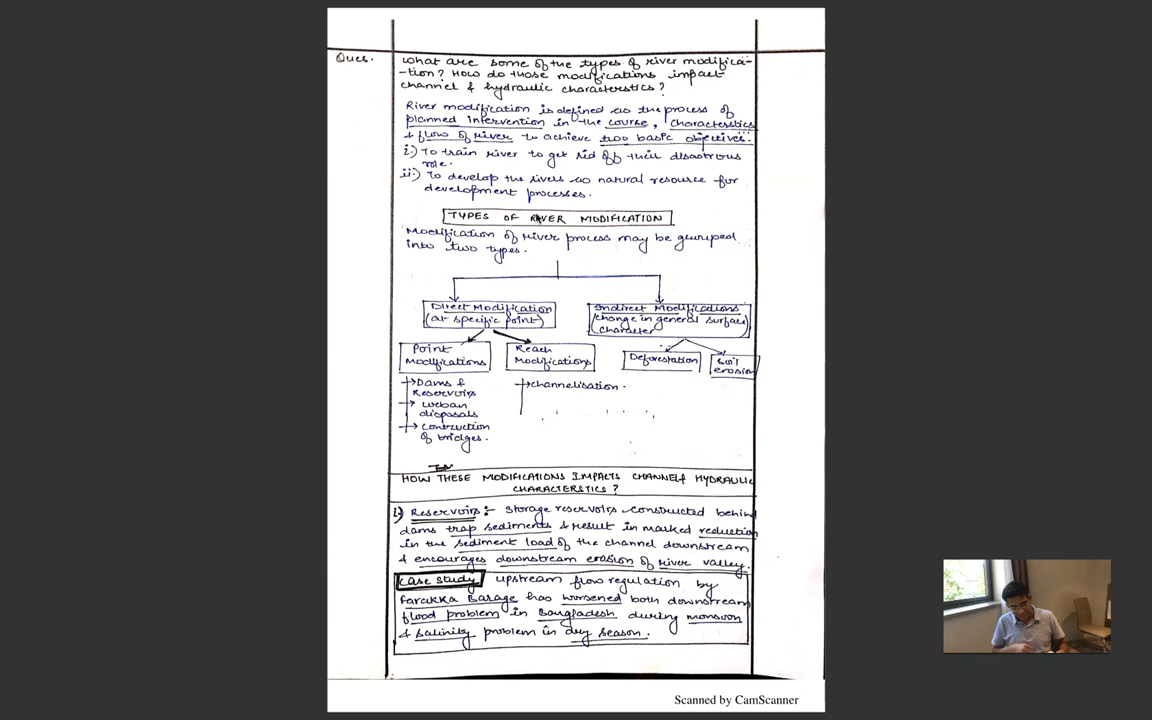 Ques.
What are some of the types of river modifica-
-tion? How do those modifications impact
channel & hydraulic characteristics?
River modification is defined as the process of
planned intervention in the course, characterstics
& flow of river to achieve two basic objectives:
i:) To train river to get rid off their disastrous
role.
ii:) To develop the rivers as natural resource for
development processes.
TYPES OF RIVER MODIFICATION
Modification of river process may be grouped
into two types.
Direct Modification
(at specific point)
Indirect Modifications
(change in general surface)
character
Point
Modifications
Reach
Modifications
Deforestation
Soil
erosion
Dams &
Reservoirs
urban
disposals
contruction
of bridges.
channelisation.
HOW THESE MODIFICATIONS IMPACTS CHANNEL & HYDRAULIC
CHARACTERSTICS?
i:) Reservoirs:- Storage reservoirs constructed behind
dams trap sediments & result in marked reduction
in the sediment load of the channel downstream
& encourages downstream erosion of river valley.
Case study upstream flow regulation by
Farakka Barage has worsened both downstream
flood problem in Bangladesh during monsoon
& salinity problem in dry season.
Scanned by CamScanner